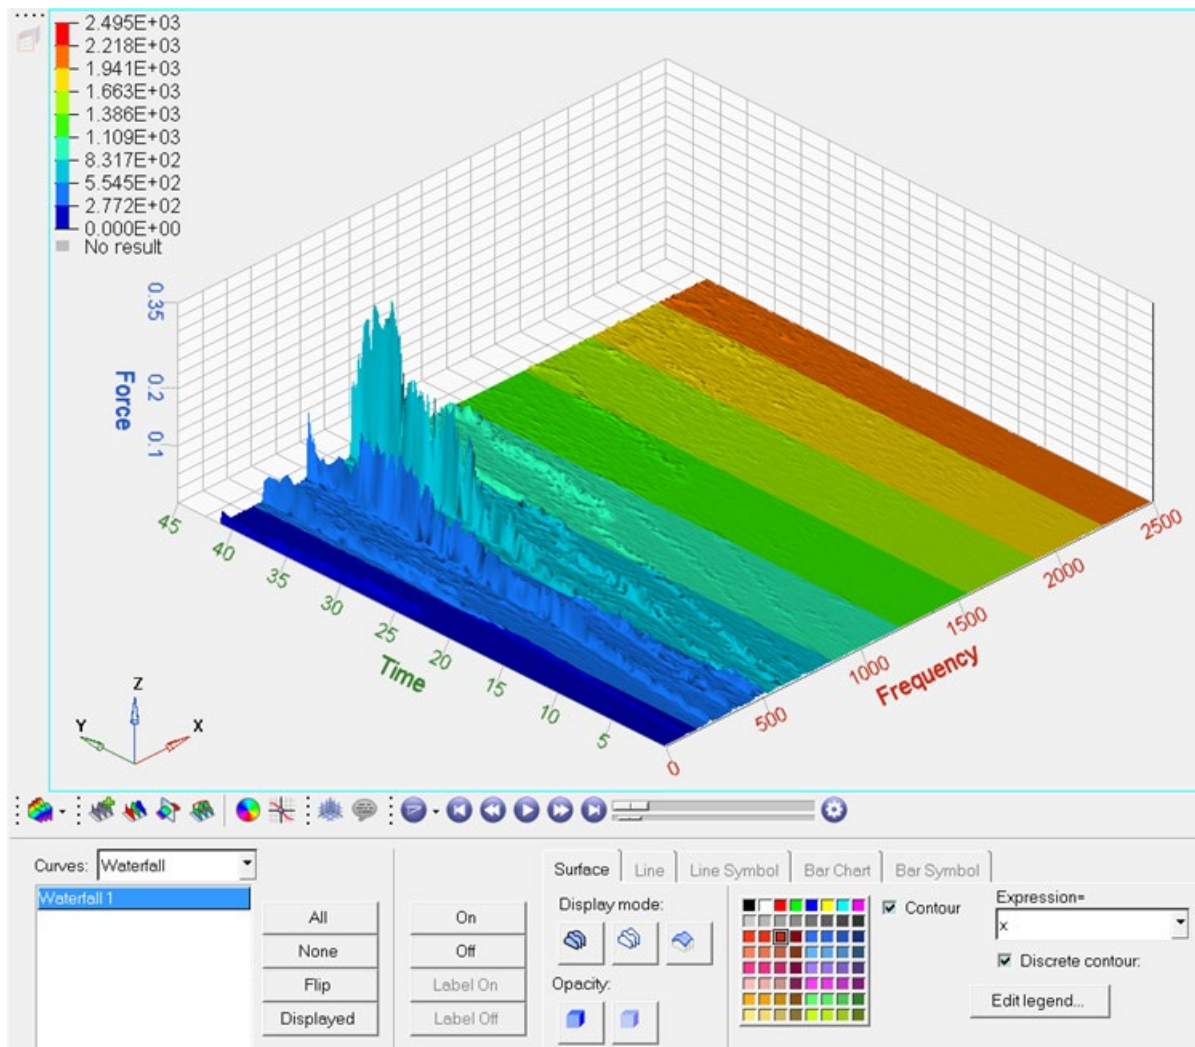 2.495E+03
2.218E+03
1.941E+03
1.663E+03
1.386E+03
1.109E+03
8.317E+02
5.545E+02
2.772E+02
0.000E+00
No result
0.35
0.2
0.1
Force
45
40
35
30
25
20
15
10
5
Time
0
500
1000
1500
2000
2500
Frequency
Z
Y
X
Curves: Waterfall
Waterfall 1
All
None
Flip
Displayed
On
Off
Label On
Label Off
Surface Line Line Symbol Bar Chart Bar Symbol
Display mode:
Opacity:
Contour
Expression=
x
Discrete contour:
Edit legend...